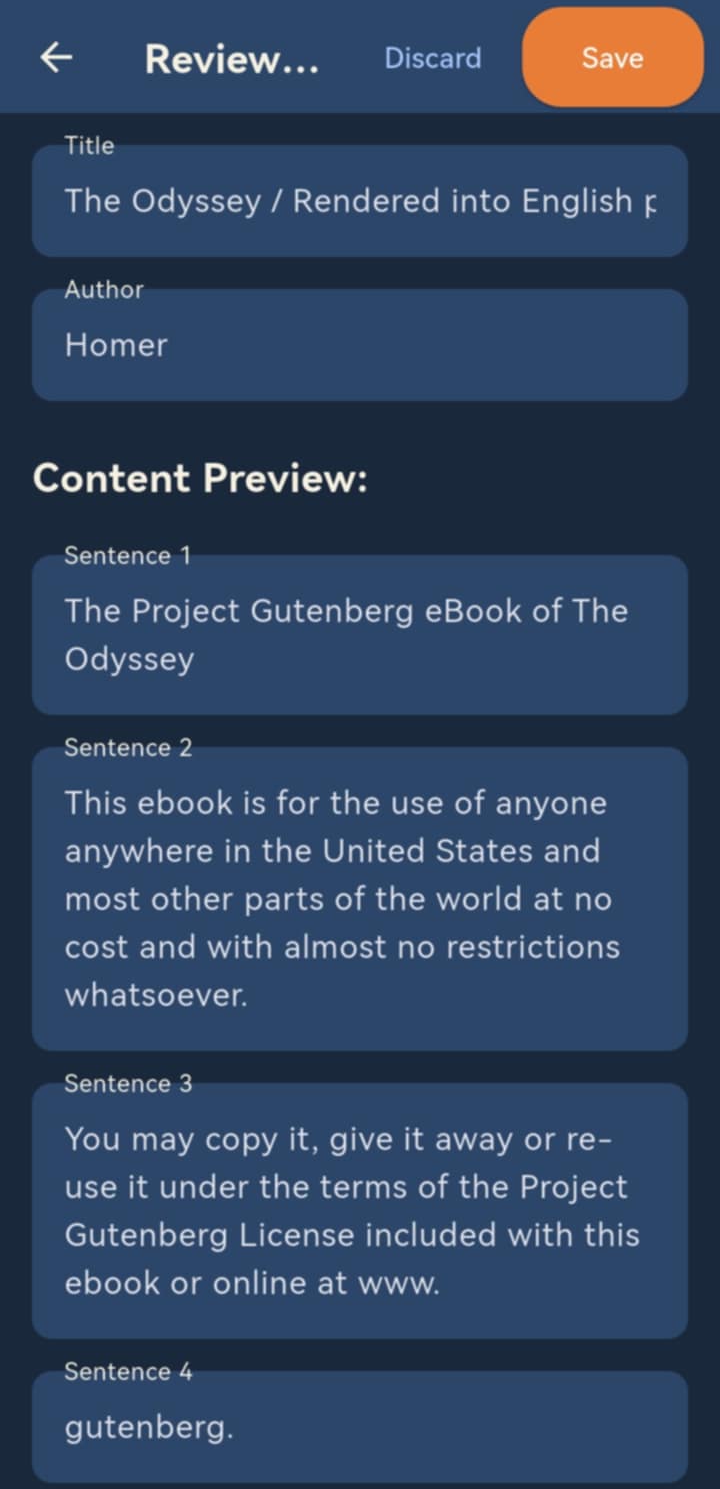 Review... Discard Save
Title
The Odyssey / Rendered into English p
Author
Homer
Content Preview:
Sentence 1
The Project Gutenberg eBook of The
Odyssey
Sentence 2
This ebook is for the use of anyone
anywhere in the United States and
most other parts of the world at no
cost and with almost no restrictions
whatsoever.
Sentence 3
You may copy it, give it away or re-
use it under the terms of the Project
Gutenberg License included with this
ebook or online at www.
Sentence 4
gutenberg.